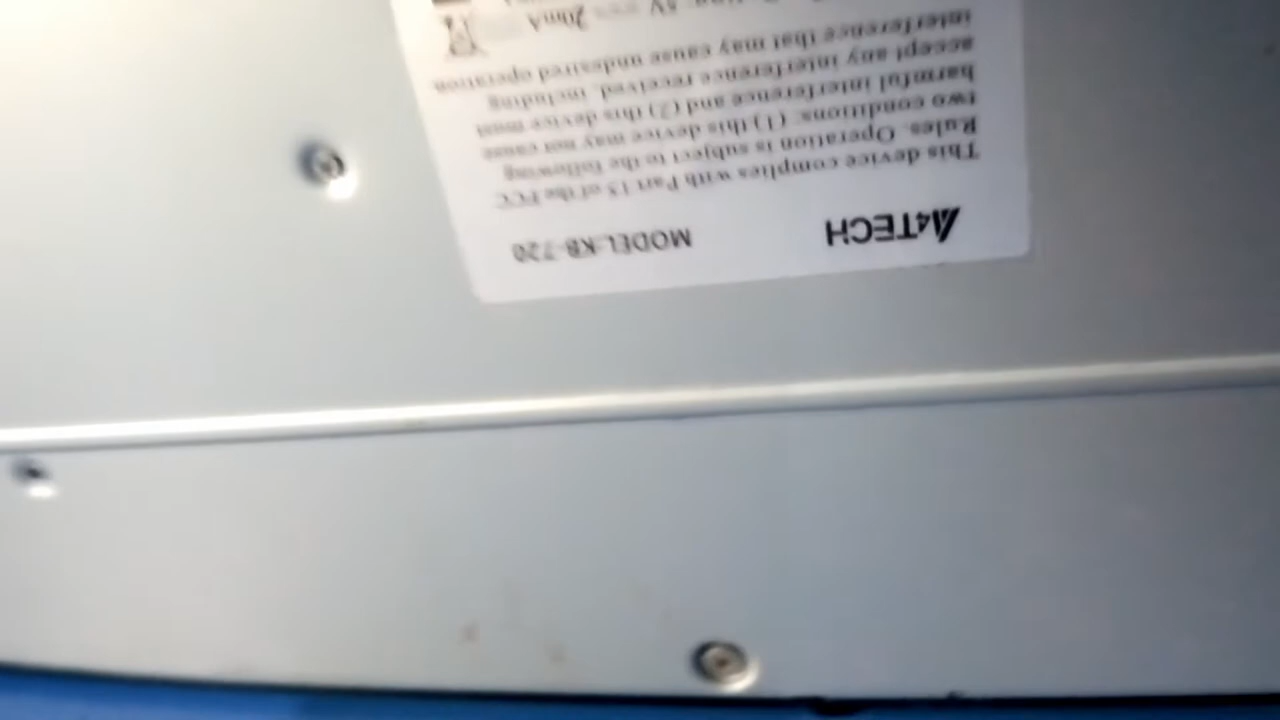 A4TECH MODEL:KB-720
This device complies with Part 15 of the FCC
Rules. Operation is subject to the following
two conditions: (1) this device may not cause
harmful interference and (2) this device must
accept any interference received, including
interference that may cause undesired operation
5V 20mA